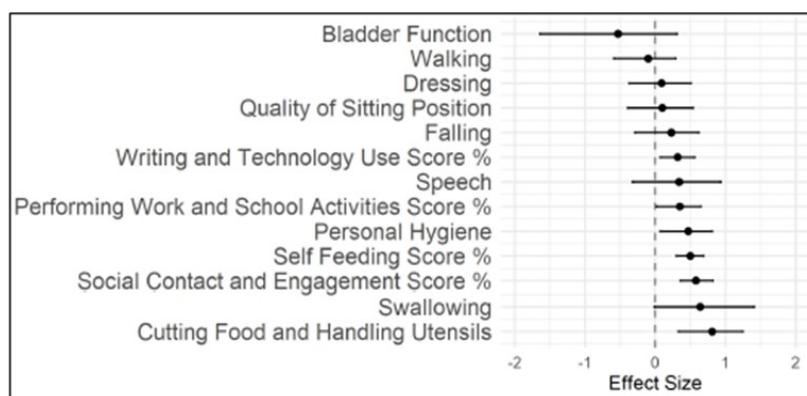 Bladder Function
Walking
Dressing
Quality of Sitting Position
Falling
Writing and Technology Use Score %
Speech
Performing Work and School Activities Score %
Personal Hygiene
Self Feeding Score %
Social Contact and Engagement Score %
Swallowing
Cutting Food and Handling Utensils
-2 -1 0 1 2
Effect Size